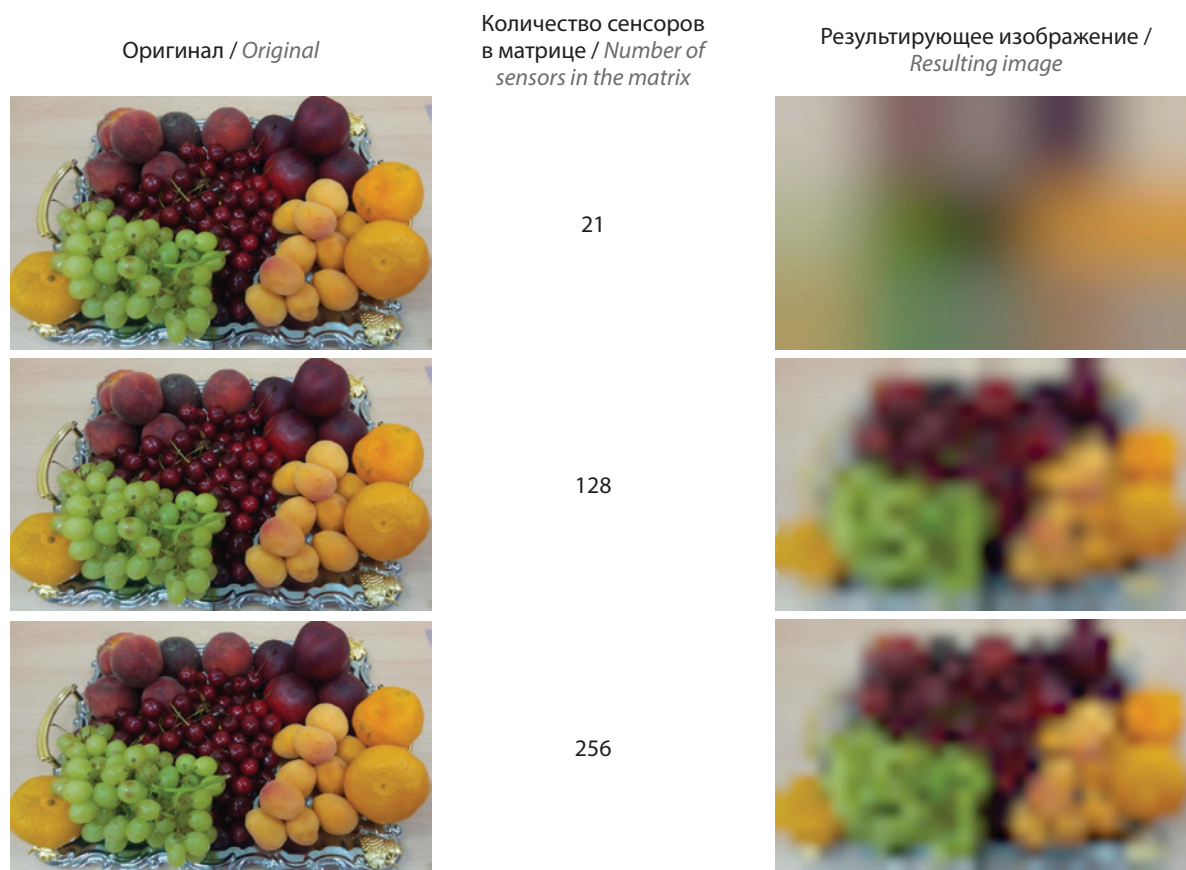 Оригинал / Original
Количество сенсоров
в матрице / Number of
sensors in the matrix
Результирующее изображение /
Resulting image
21
128
256